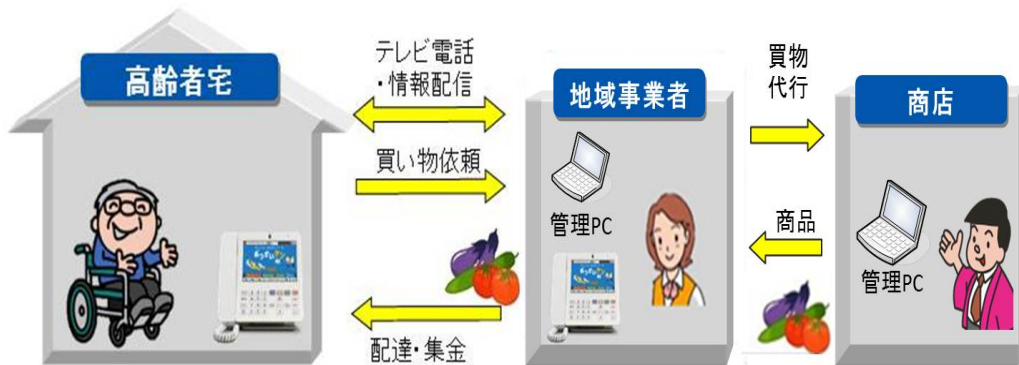 高齢者宅
テレビ電話
・情報配信
買い物依頼
配達・集金
地域事業者
管理PC
買物
代行
商品
商店
管理PC